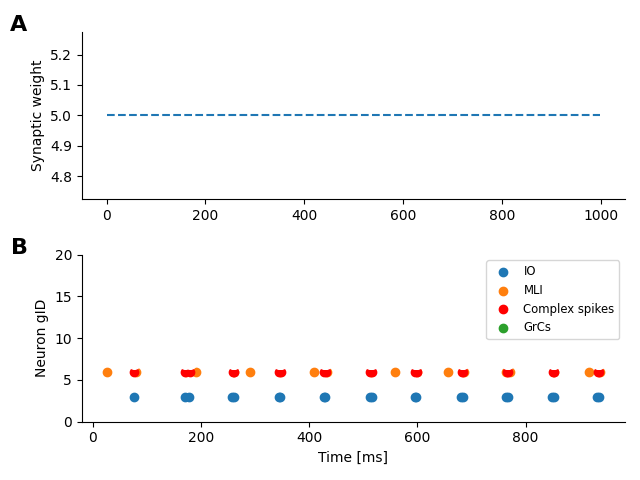 A
Synaptic weight
5.2
5.1
5.0
4.9
4.8
0 200 400 600 800 1000
B
Neuron gID
20
15
10
5
0
IO
MLI
Complex spikes
GrCs
0 200 400 600 800
Time [ms]